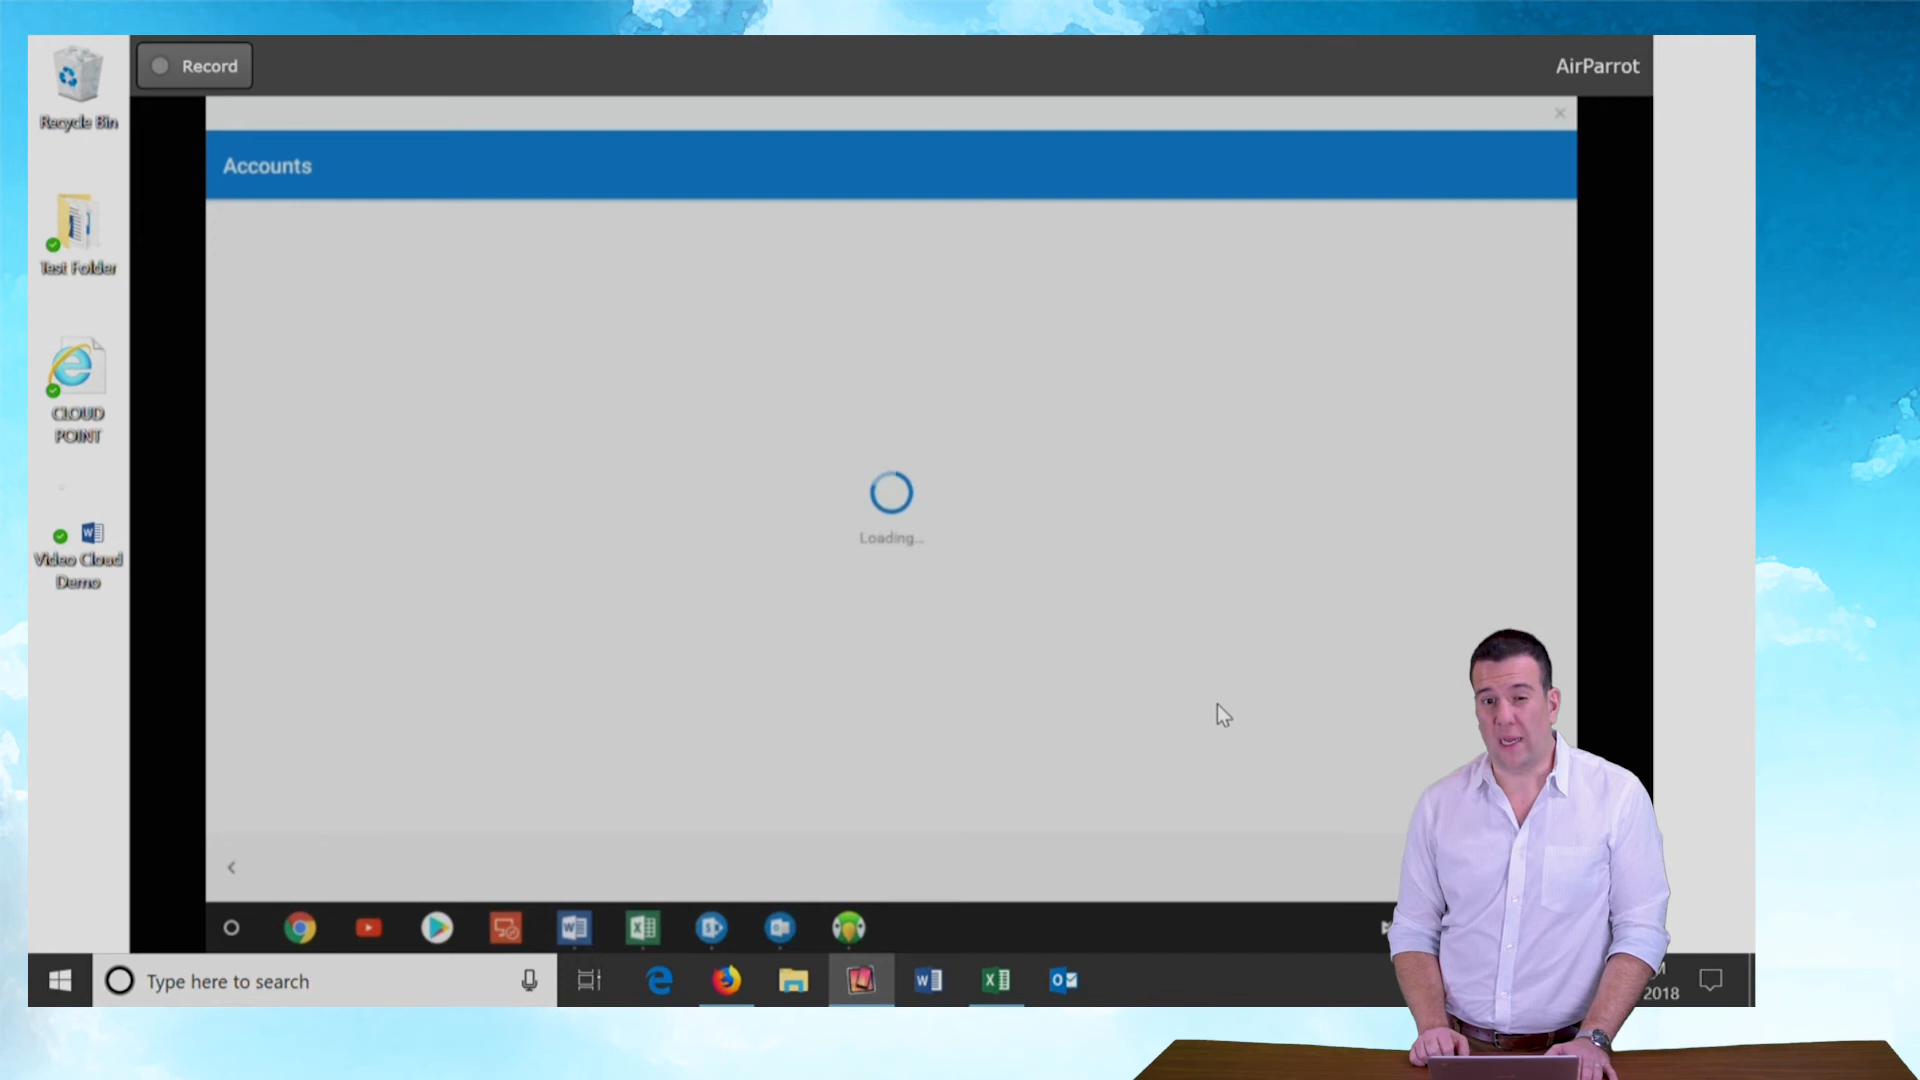 Record
AirParrot
Recycle Bin
Accounts
Test Folder
CLOUD
POINT
Loading...
Video Cloud
Demo
Type here to search
2018